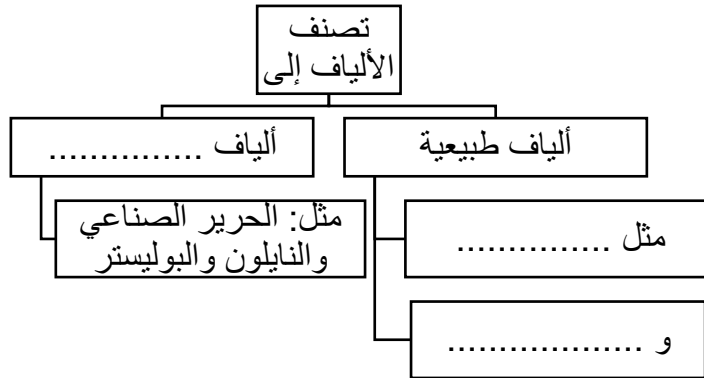 تصنف
الألياف إلى
ألياف طبيعية
ألياف ...............
مثل ...............
مثل: الحرير الصناعي
والنايلون والبوليستر
و ..................